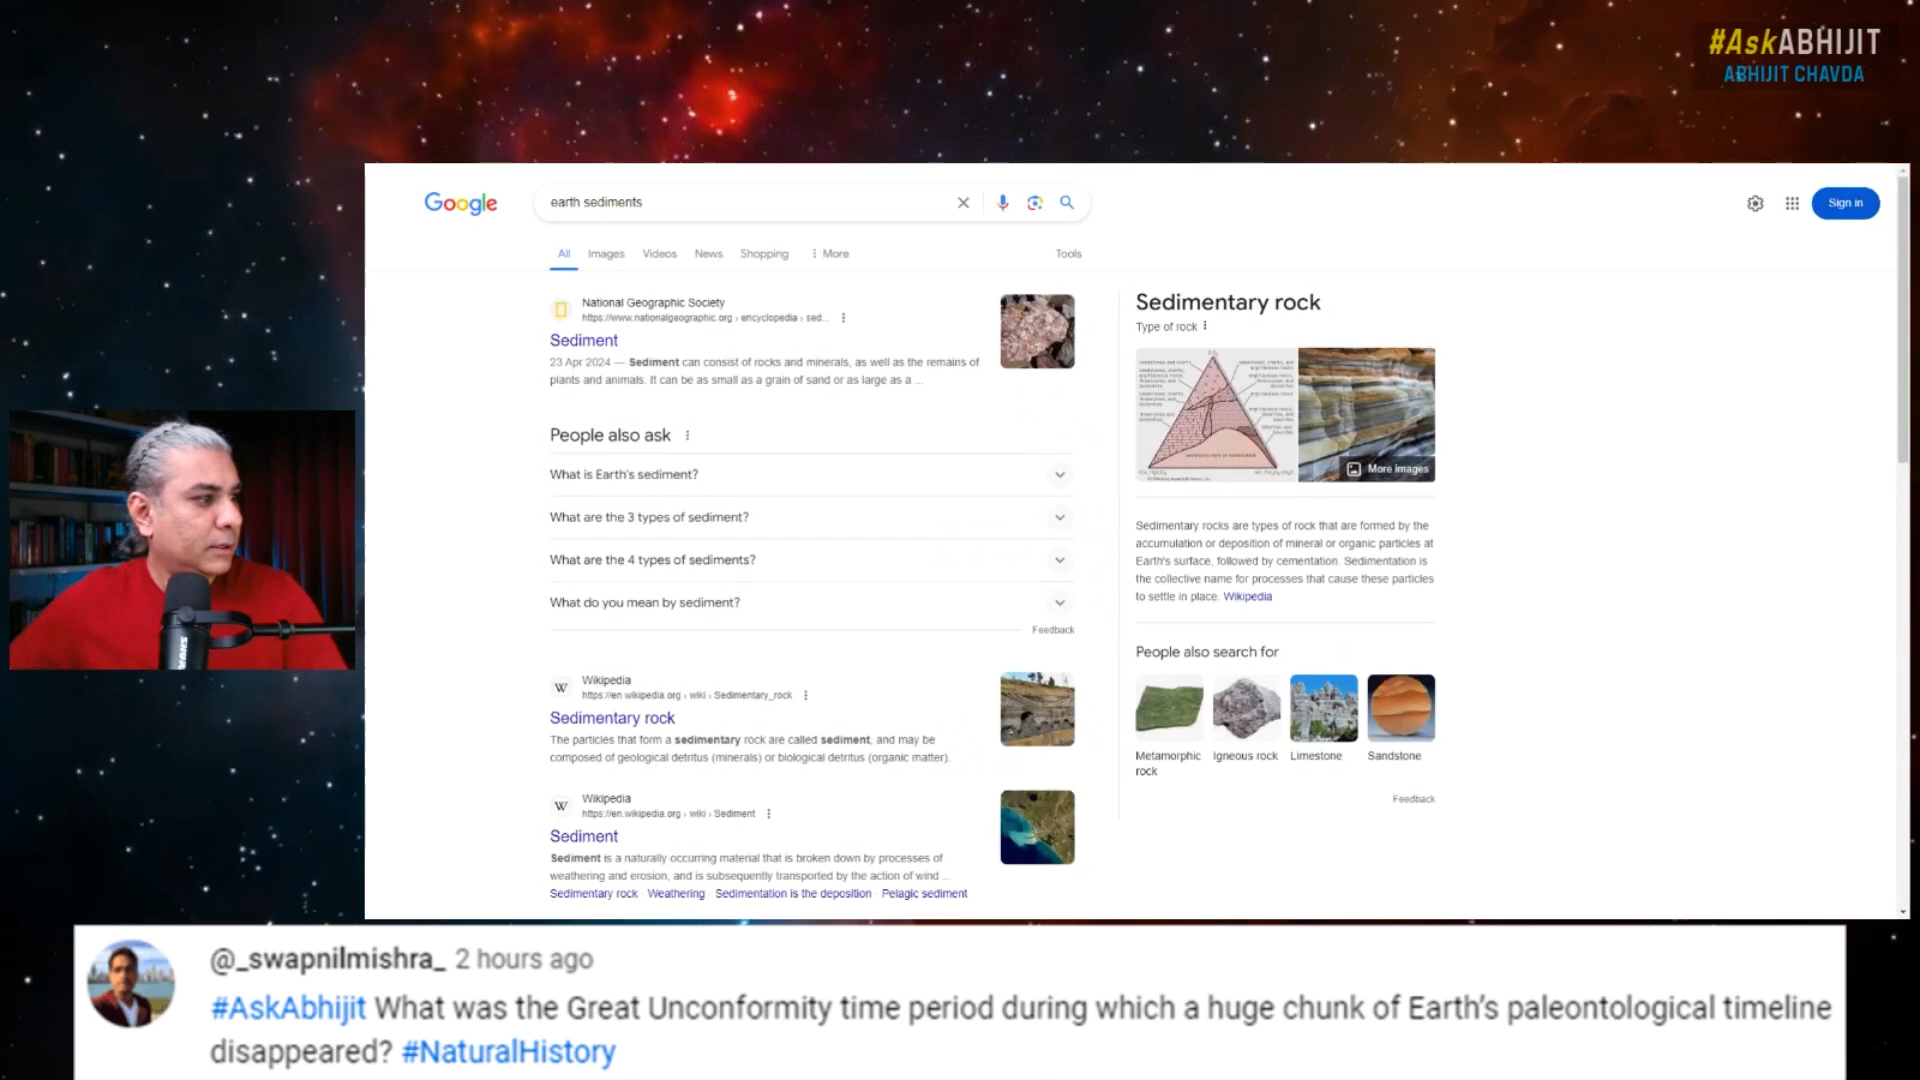 #AskABHIJIT
ABHIJIT CHAVDA
Google
earth sediments
Sign in
All
Images
Videos
News
Shopping
More
Tools
National Geographic Society
https://www.nationalgeographic.org › encyclopedia › sed...
Sediment
23 Apr 2024 — Sediment can consist of rocks and minerals, as well as the remains of
plants and animals. It can be as small as a grain of sand or as large as a ...
People also ask
What is Earth's sediment?
What are the 3 types of sediment?
What are the 4 types of sediments?
What do you mean by sediment?
Feedback
W
Wikipedia
https://en.wikipedia.org › wiki › Sedimentary_rock
Sedimentary rock
The particles that form a sedimentary rock are called sediment, and may be
composed of geological detritus (minerals) or biological detritus (organic matter).
W
Wikipedia
https://en.wikipedia.org › wiki › Sediment
Sediment
Sediment is a naturally occurring material that is broken down by processes of
weathering and erosion, and is subsequently transported by the action of wind ...
Sedimentary rock · Weathering · Sedimentation is the deposition · Pelagic sediment
Sedimentary rock
Type of rock
More images
Sedimentary rocks are types of rock that are formed by the
accumulation or deposition of mineral or organic particles at
Earth's surface, followed by cementation. Sedimentation is
the collective name for processes that cause these particles
to settle in place. Wikipedia
People also search for
Metamorphic
rock
Igneous rock
Limestone
Sandstone
Feedback
SHURE
@_swapnilmishra_ 2 hours ago
#AskAbhijit What was the Great Unconformity time period during which a huge chunk of Earth's paleontological timeline
disappeared? #NaturalHistory